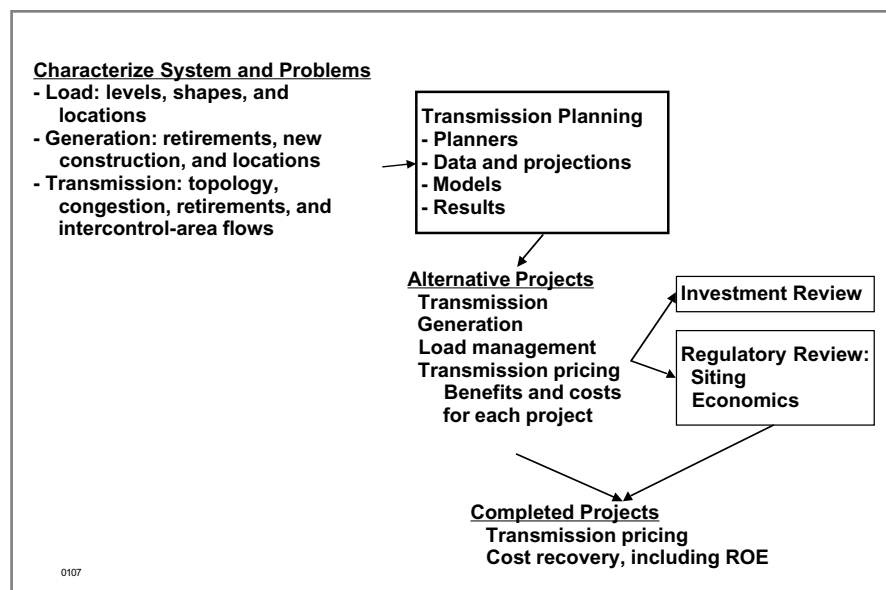 Characterize System and Problems
- Load: levels, shapes, and
locations
- Generation: retirements, new
construction, and locations
- Transmission: topology,
congestion, retirements, and
intercontrol-area flows
Transmission Planning
- Planners
- Data and projections
- Models
- Results
Alternative Projects
Transmission
Generation
Load management
Transmission pricing
Benefits and costs
for each project
Investment Review
Regulatory Review:
Siting
Economics
Completed Projects
Transmission pricing
Cost recovery, including ROE
0107